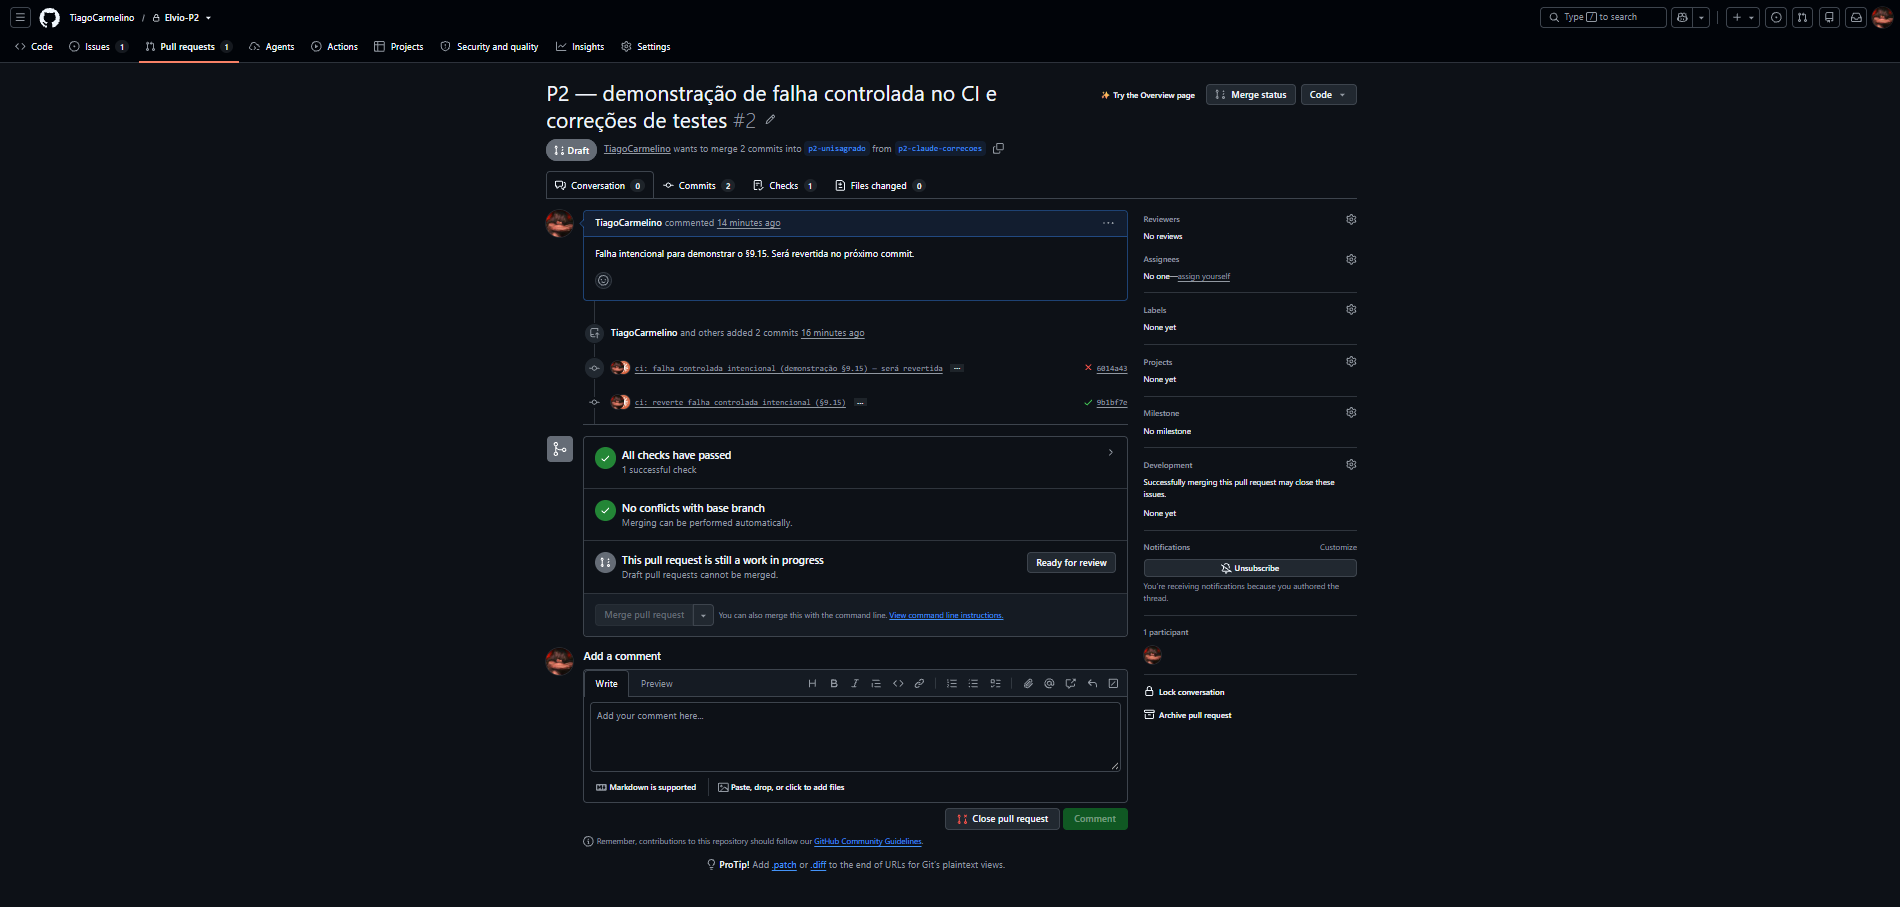 TiagoCarmelino / Elvio-P2
Type / to search
Code
Issues 1
Pull requests 1
Agents
Actions
Projects
Security and quality
Insights
Settings
P2 — demonstração de falha controlada no CI e
correções de testes #2
Try the Overview page
Merge status
Code
Draft
TiagoCarmelino wants to merge 2 commits into p2-unisagrado from p2-claude-correcoes
Conversation 0
Commits 2
Checks 1
Files changed 0
TiagoCarmelino commented 14 minutes ago
Falha intencional para demonstrar o §9.15. Será revertida no próximo commit.
TiagoCarmelino and others added 2 commits 16 minutes ago
ci: falha controlada intencional (demonstração §9.15) — será revertida
6014a43
ci: reverte falha controlada intencional (§9.15)
9b1bf7e
All checks have passed
1 successful check
No conflicts with base branch
Merging can be performed automatically.
This pull request is still a work in progress
Draft pull requests cannot be merged.
Ready for review
Merge pull request
You can also merge this with the command line. View command line instructions.
Add a comment
Write
Preview
Add your comment here...
Markdown is supported
Paste, drop, or click to add files
Close pull request
Comment
Remember, contributions to this repository should follow our GitHub Community Guidelines.
ProTip! Add .patch or .diff to the end of URLs for Git's plaintext views.
Reviewers
No reviews
Assignees
No one—assign yourself
Labels
None yet
Projects
None yet
Milestone
No milestone
Development
Successfully merging this pull request may close these
issues.
None yet
Notifications
Customize
Unsubscribe
You're receiving notifications because you authored the
thread.
1 participant
Lock conversation
Archive pull request